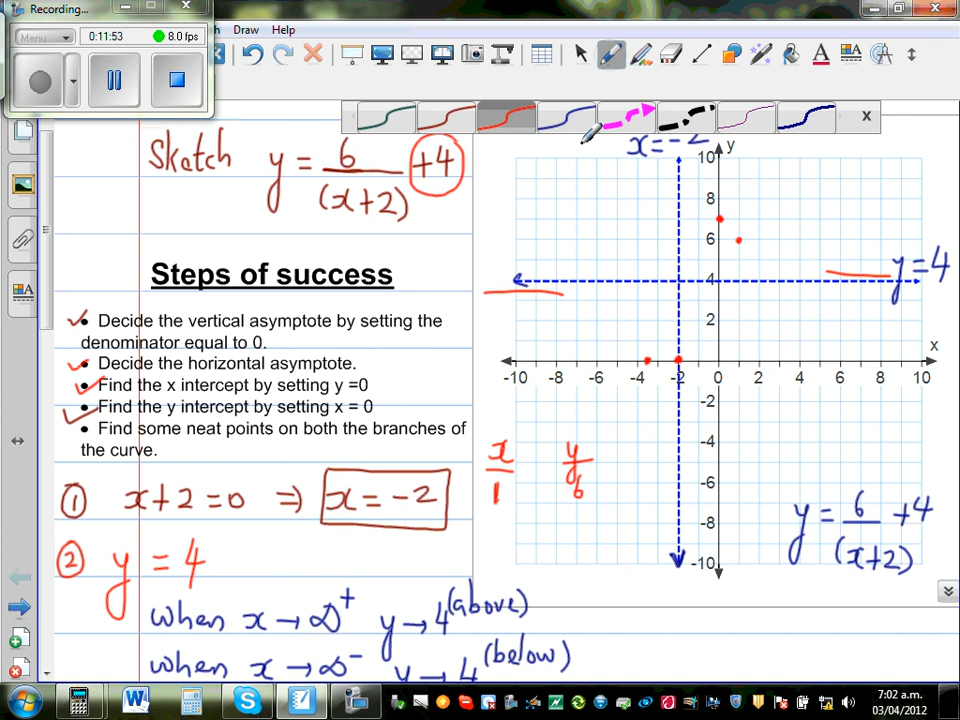 Recording...
Menu
0:11:53
8.0 fps
Draw Help
Sketch y = 6/(x+2) +4
Steps of success
• Decide the vertical asymptote by setting the
denominator equal to 0.
• Decide the horizontal asymptote.
• Find the x intercept by setting y =0
• Find the y intercept by setting x = 0
• Find some neat points on both the branches of
the curve.
① x+2=0 ⇒ x=-2
② y = 4
when x→∞⁺ y→4 (above)
when x→∞⁻ y→4 (below)
x=-2
y
10
8
6
4
2
y=4
x
-10 -8 -6 -4 -2 0 2 4 6 8 10
-2
-4
-6
-8
-10
x y
1 6
y = 6/(x+2) +4
7:02 a.m.
03/04/2012